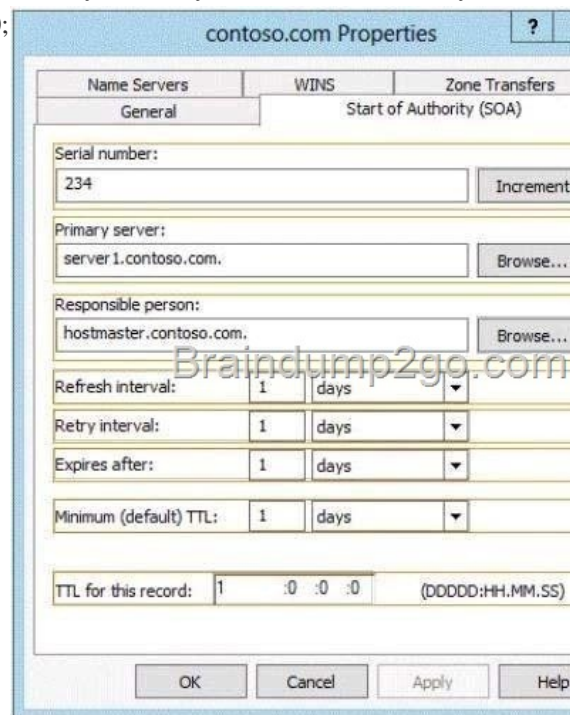 );
contoso.com Properties ?
Name Servers WINS Zone Transfers
General Start of Authority (SOA)
Serial number:
234 Increment
Primary server:
server1.contoso.com. Browse...
Responsible person:
hostmaster.contoso.com. Browse...
Braindump2go.com
Refresh interval: 1 days
Retry interval: 1 days
Expires after: 1 days
Minimum (default) TTL: 1 days
TTL for this record: 1 :0 :0 :0 (DDDDD:HH.MM.SS)
OK Cancel Apply Help